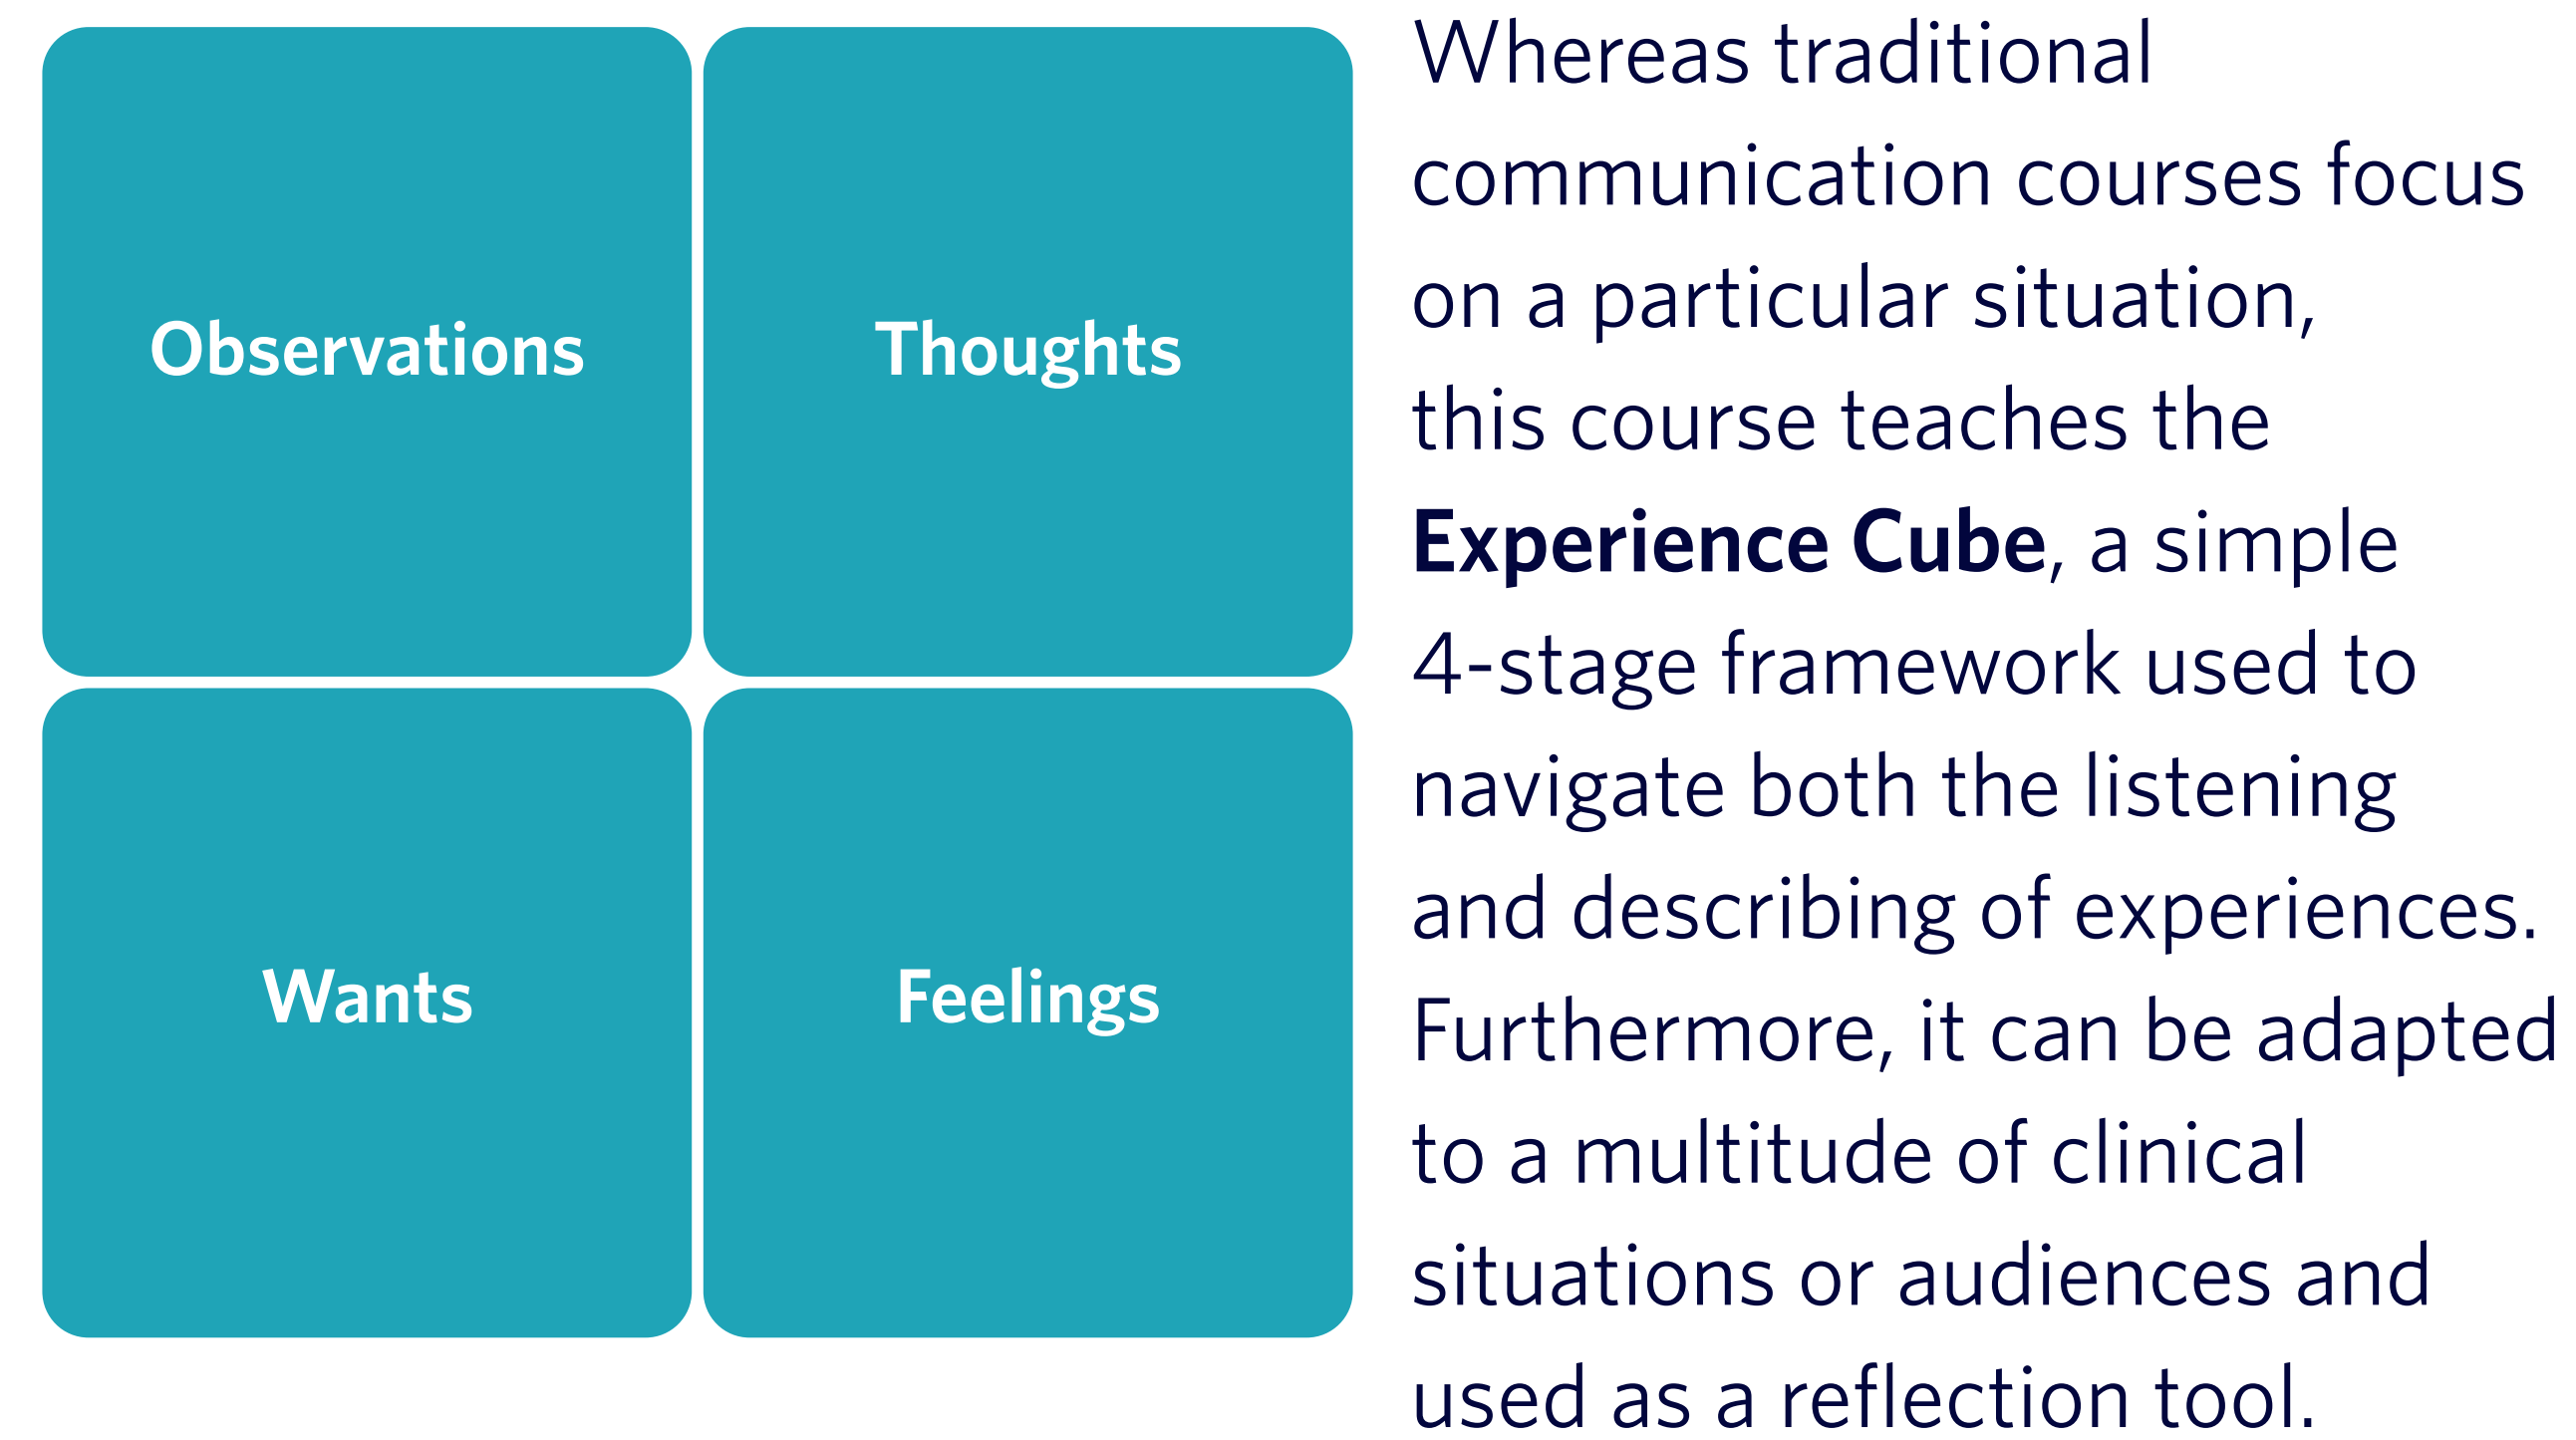 Observations
Thoughts
Wants
Feelings
Whereas traditional
communication courses focus
on a particular situation,
this course teaches the
Experience Cube, a simple
4-stage framework used to
navigate both the listening
and describing of experiences.
Furthermore, it can be adapted
to a multitude of clinical
situations or audiences and
used as a reflection tool.